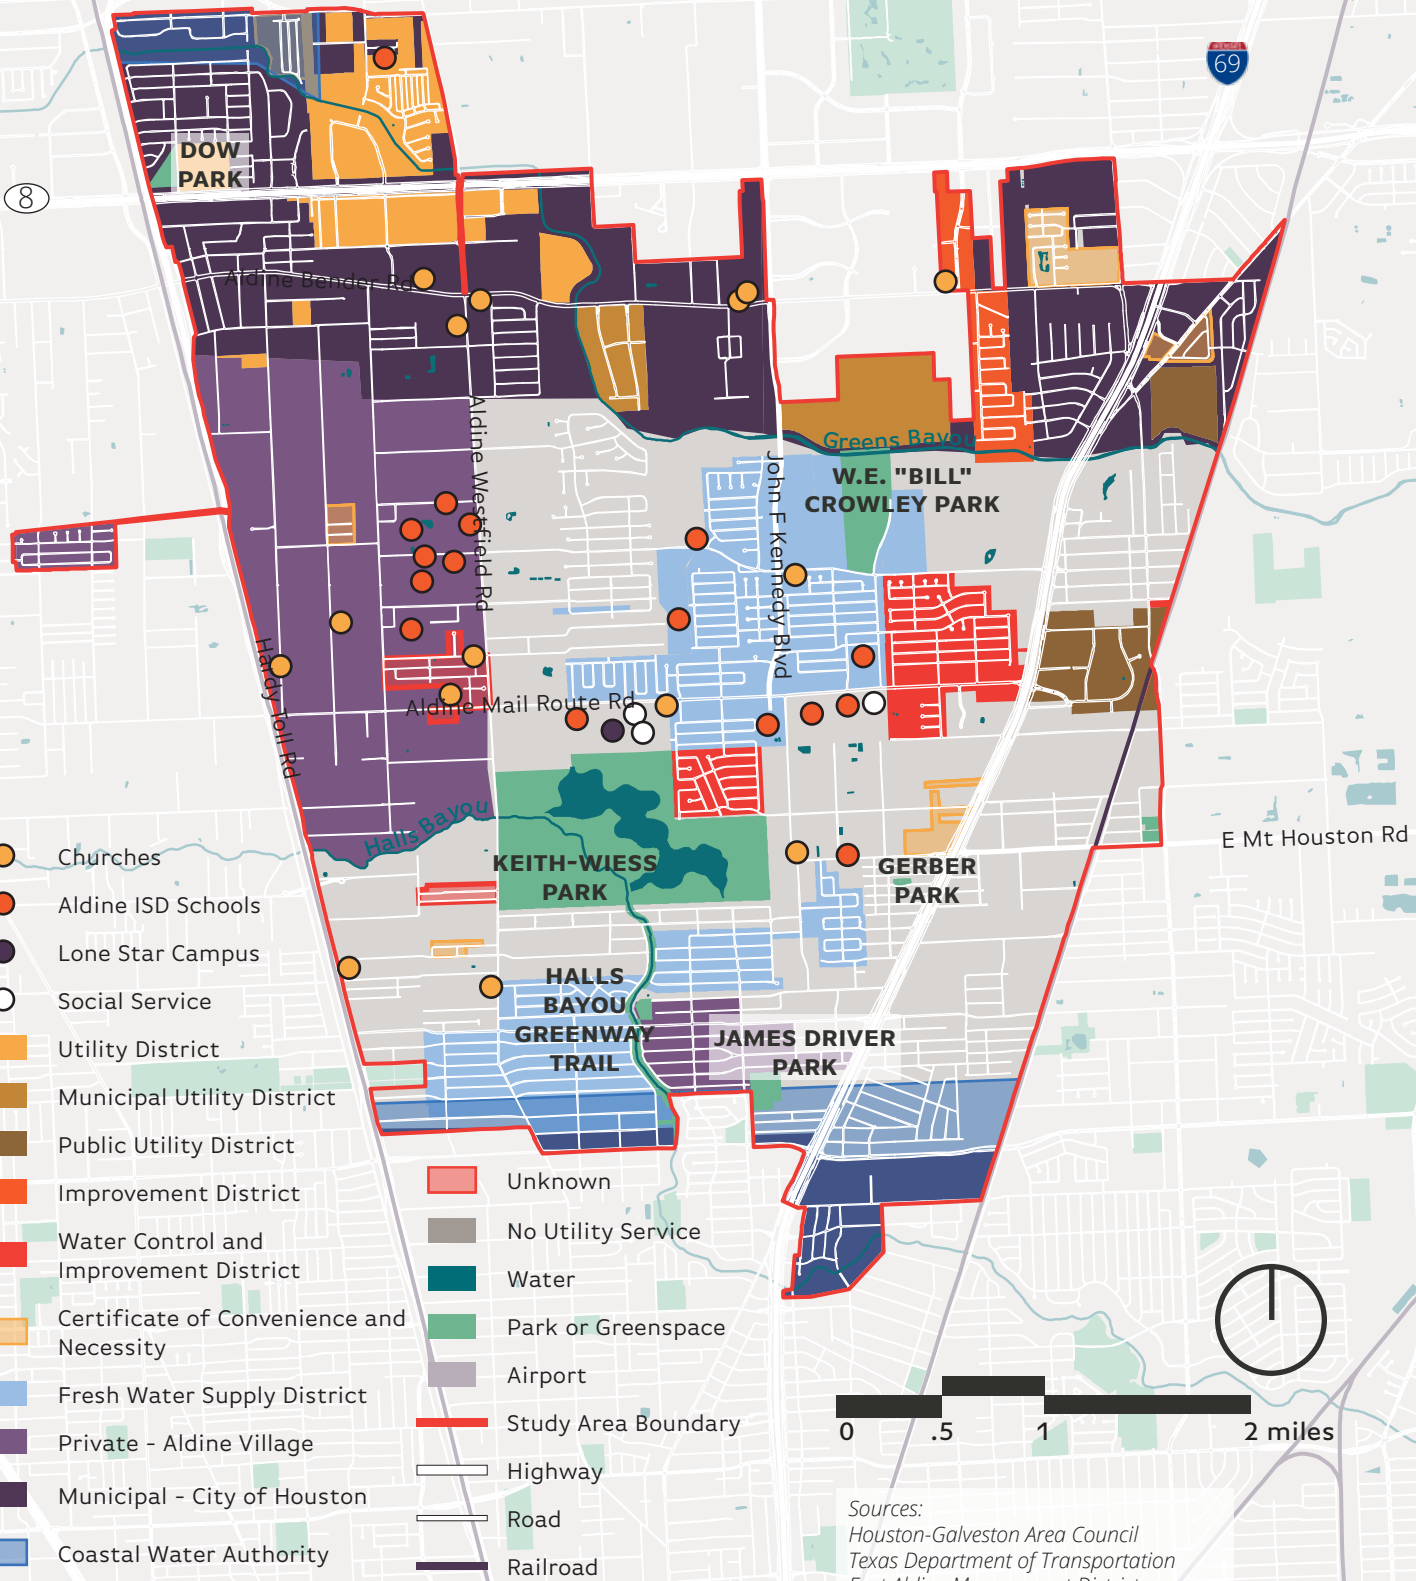 69
DOW
PARK
8
Aldine Bender Rd
Aldine Westfield Rd
Greens Bayou
W.E. "BILL"
CROWLEY PARK
John F Kennedy Blvd
Hardy Toll Rd
Aldine Mail Route Rd
Halls Bayou
E Mt Houston Rd
KEITH-WIESS
PARK
GERBER
PARK
HALLS
BAYOU
GREENWAY
TRAIL
JAMES DRIVER
PARK
Churches
Aldine ISD Schools
Lone Star Campus
Social Service
Utility District
Municipal Utility District
Public Utility District
Improvement District
Water Control and
Improvement District
Certificate of Convenience and
Necessity
Fresh Water Supply District
Private - Aldine Village
Municipal - City of Houston
Coastal Water Authority
Unknown
No Utility Service
Water
Park or Greenspace
Airport
Study Area Boundary
Highway
Road
Railroad
0 .5 1 2 miles
Sources:
Houston-Galveston Area Council
Texas Department of Transportation